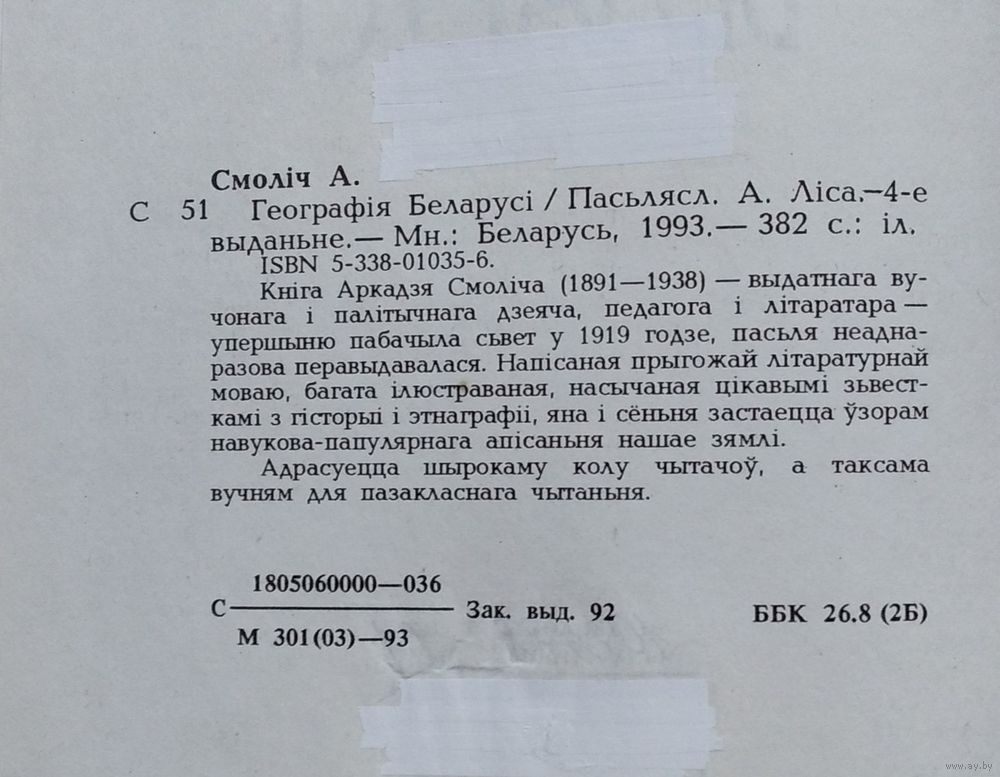 Смоліч А.
С 51 Географія Беларусі / Пасьлясл. А. Ліса.—4-е
выданьне.— Мн.: Беларусь, 1993.— 382 с.: іл.
ISBN 5-338-01035-6.
Кніга Аркадзя Смоліча (1891—1938) — выдатнага ву-
чонага і палітычнага дзеяча, педагога і літаратара —
упершыню пабачыла сьвет у 1919 годзе, пасьля неадна-
разова перавыдавалася. Напісаная прыгожай літаратурнай
моваю, багата ілюстраваная, насычаная цікавымі зьвест-
камі з гісторыі і этнаграфіі, яна і сёньня застаецца ўзорам
навукова-папулярнага апісаньня нашае зямлі.
Адрасуецца шырокаму колу чытачоў, а таксама
вучням для пазакласнага чытаньня.
1805060000—036
С Зак. выд. 92 ББК 26.8 (2Б)
М 301(03)—93
www.ay.by